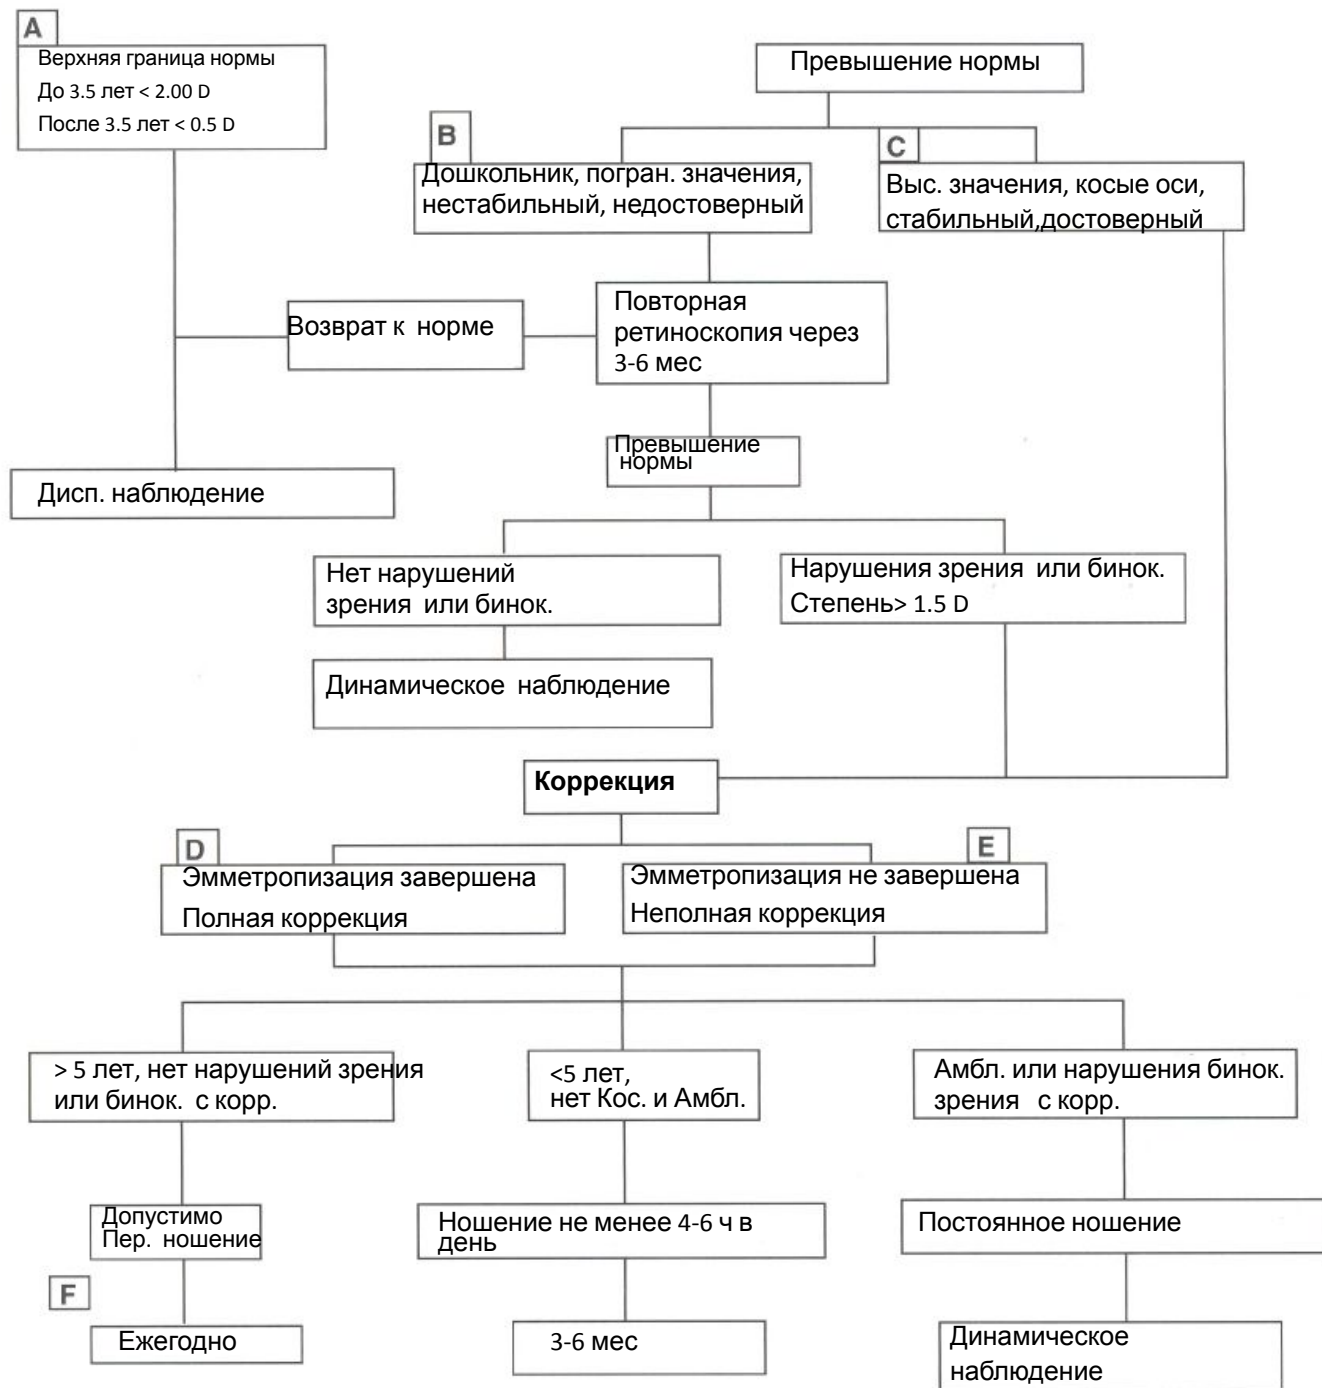 A
Верхняя граница нормы
До 3.5 лет < 2.00 D
После 3.5 лет < 0.5 D
Превышение нормы
B
Дошкольник, погран. значения,
нестабильный, недостоверный
C
Выс. значения, косые оси,
стабильный,достоверный
Возврат к норме
Повторная
ретиноскопия через
3-6 мес
Превышение
нормы
Дисп. наблюдение
Нет нарушений
зрения или бинок.
Нарушения зрения или бинок.
Степень> 1.5 D
Динамическое наблюдение
Коррекция
D
Эмметропизация завершена
Полная коррекция
E
Эмметропизация не завершена
Неполная коррекция
> 5 лет, нет нарушений зрения
или бинок. с корр.
<5 лет,
нет Кос. и Амбл.
Амбл. или нарушения бинок.
зрения с корр.
Допустимо
Пер. ношение
Ношение не менее 4-6 ч в
день
Постоянное ношение
F
Ежегодно
3-6 мес
Динамическое
наблюдение